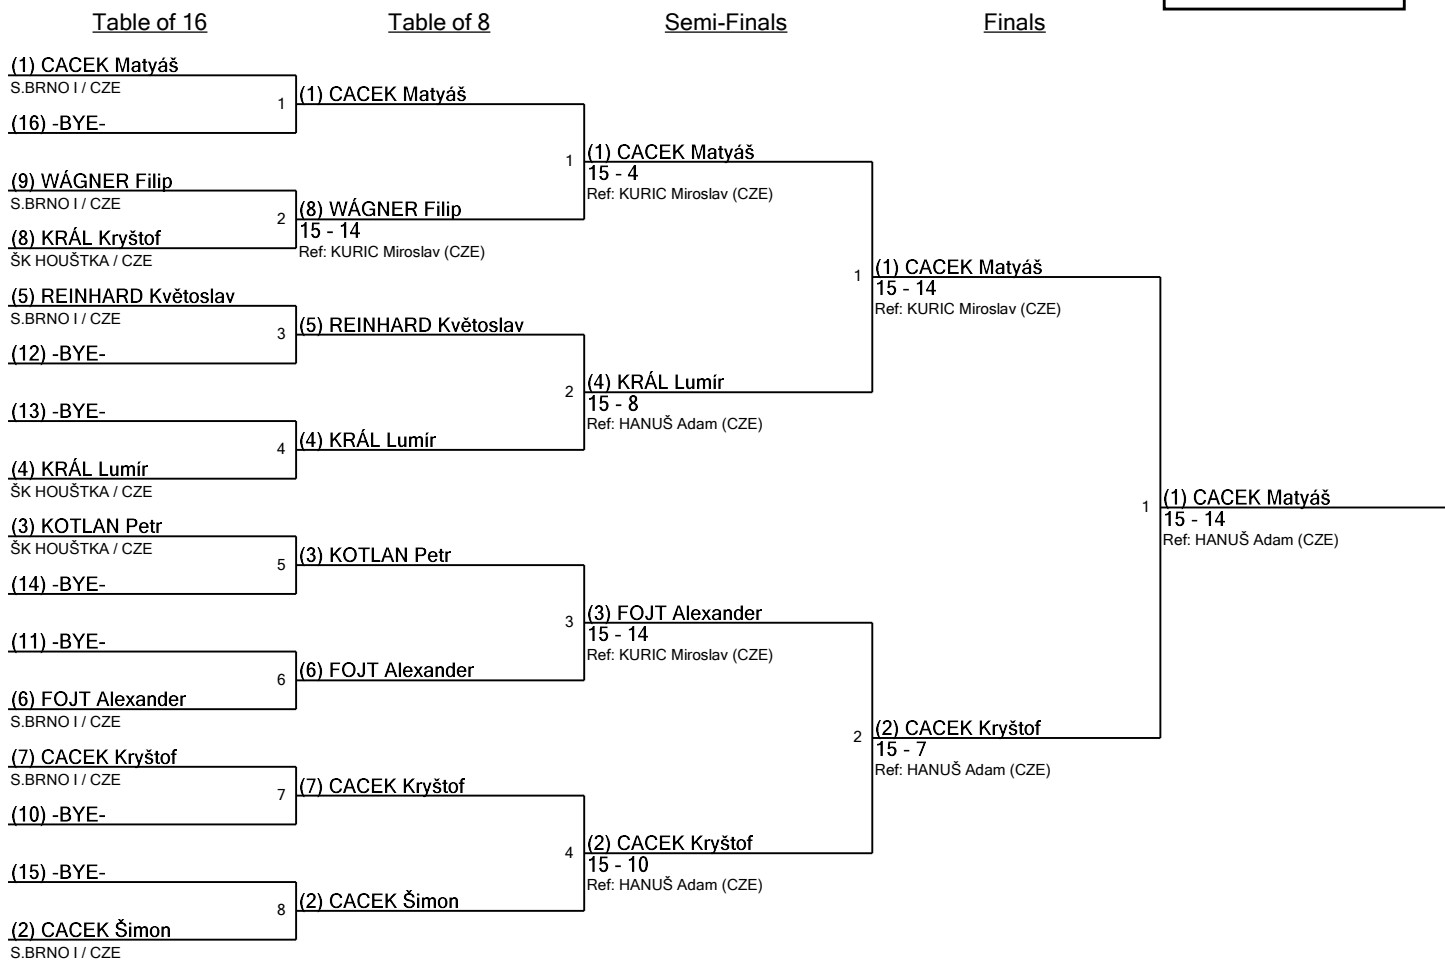 Table of 16
Table of 8
Semi-Finals
Finals
(1) CACEK Matyáš
S.BRNO I / CZE
1
(16) -BYE-
(9) WÁGNER Filip
S.BRNO I / CZE
2
(8) KRÁL Kryštof
ŠK HOUŠTKA / CZE
(5) REINHARD Květoslav
S.BRNO I / CZE
3
(12) -BYE-
(13) -BYE-
4
(4) KRÁL Lumír
ŠK HOUŠTKA / CZE
(3) KOTLAN Petr
ŠK HOUŠTKA / CZE
5
(14) -BYE-
(11) -BYE-
6
(6) FOJT Alexander
S.BRNO I / CZE
(7) CACEK Kryštof
S.BRNO I / CZE
7
(10) -BYE-
(15) -BYE-
8
(2) CACEK Šimon
S.BRNO I / CZE
(1) CACEK Matyáš
1
(8) WÁGNER Filip
15 - 14
Ref: KURIC Miroslav (CZE)
(5) REINHARD Květoslav
2
(4) KRÁL Lumír
(3) KOTLAN Petr
3
(6) FOJT Alexander
(7) CACEK Kryštof
4
(2) CACEK Šimon
(1) CACEK Matyáš
15 - 4
Ref: KURIC Miroslav (CZE)
1
(4) KRÁL Lumír
15 - 8
Ref: HANUŠ Adam (CZE)
(3) FOJT Alexander
15 - 14
Ref: KURIC Miroslav (CZE)
2
(2) CACEK Kryštof
15 - 10
Ref: HANUŠ Adam (CZE)
(1) CACEK Matyáš
15 - 14
Ref: KURIC Miroslav (CZE)
1
(2) CACEK Kryštof
15 - 7
Ref: HANUŠ Adam (CZE)
(1) CACEK Matyáš
15 - 14
Ref: HANUŠ Adam (CZE)